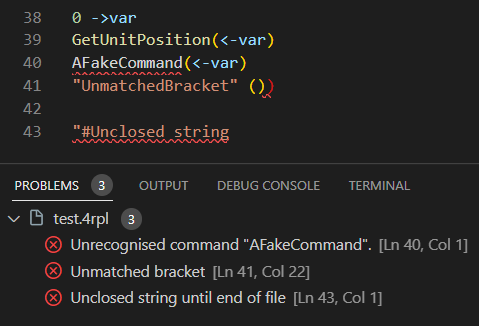 38 0 ->var
39 GetUnitPosition(<-var)
40 AFakeCommand(<-var)
41 "UnmatchedBracket" ())
42
43 "#Unclosed string
PROBLEMS 3 OUTPUT DEBUG CONSOLE TERMINAL
test.4rpl 3
Unrecognised command "AFakeCommand". [Ln 40, Col 1]
Unmatched bracket [Ln 41, Col 22]
Unclosed string until end of file [Ln 43, Col 1]